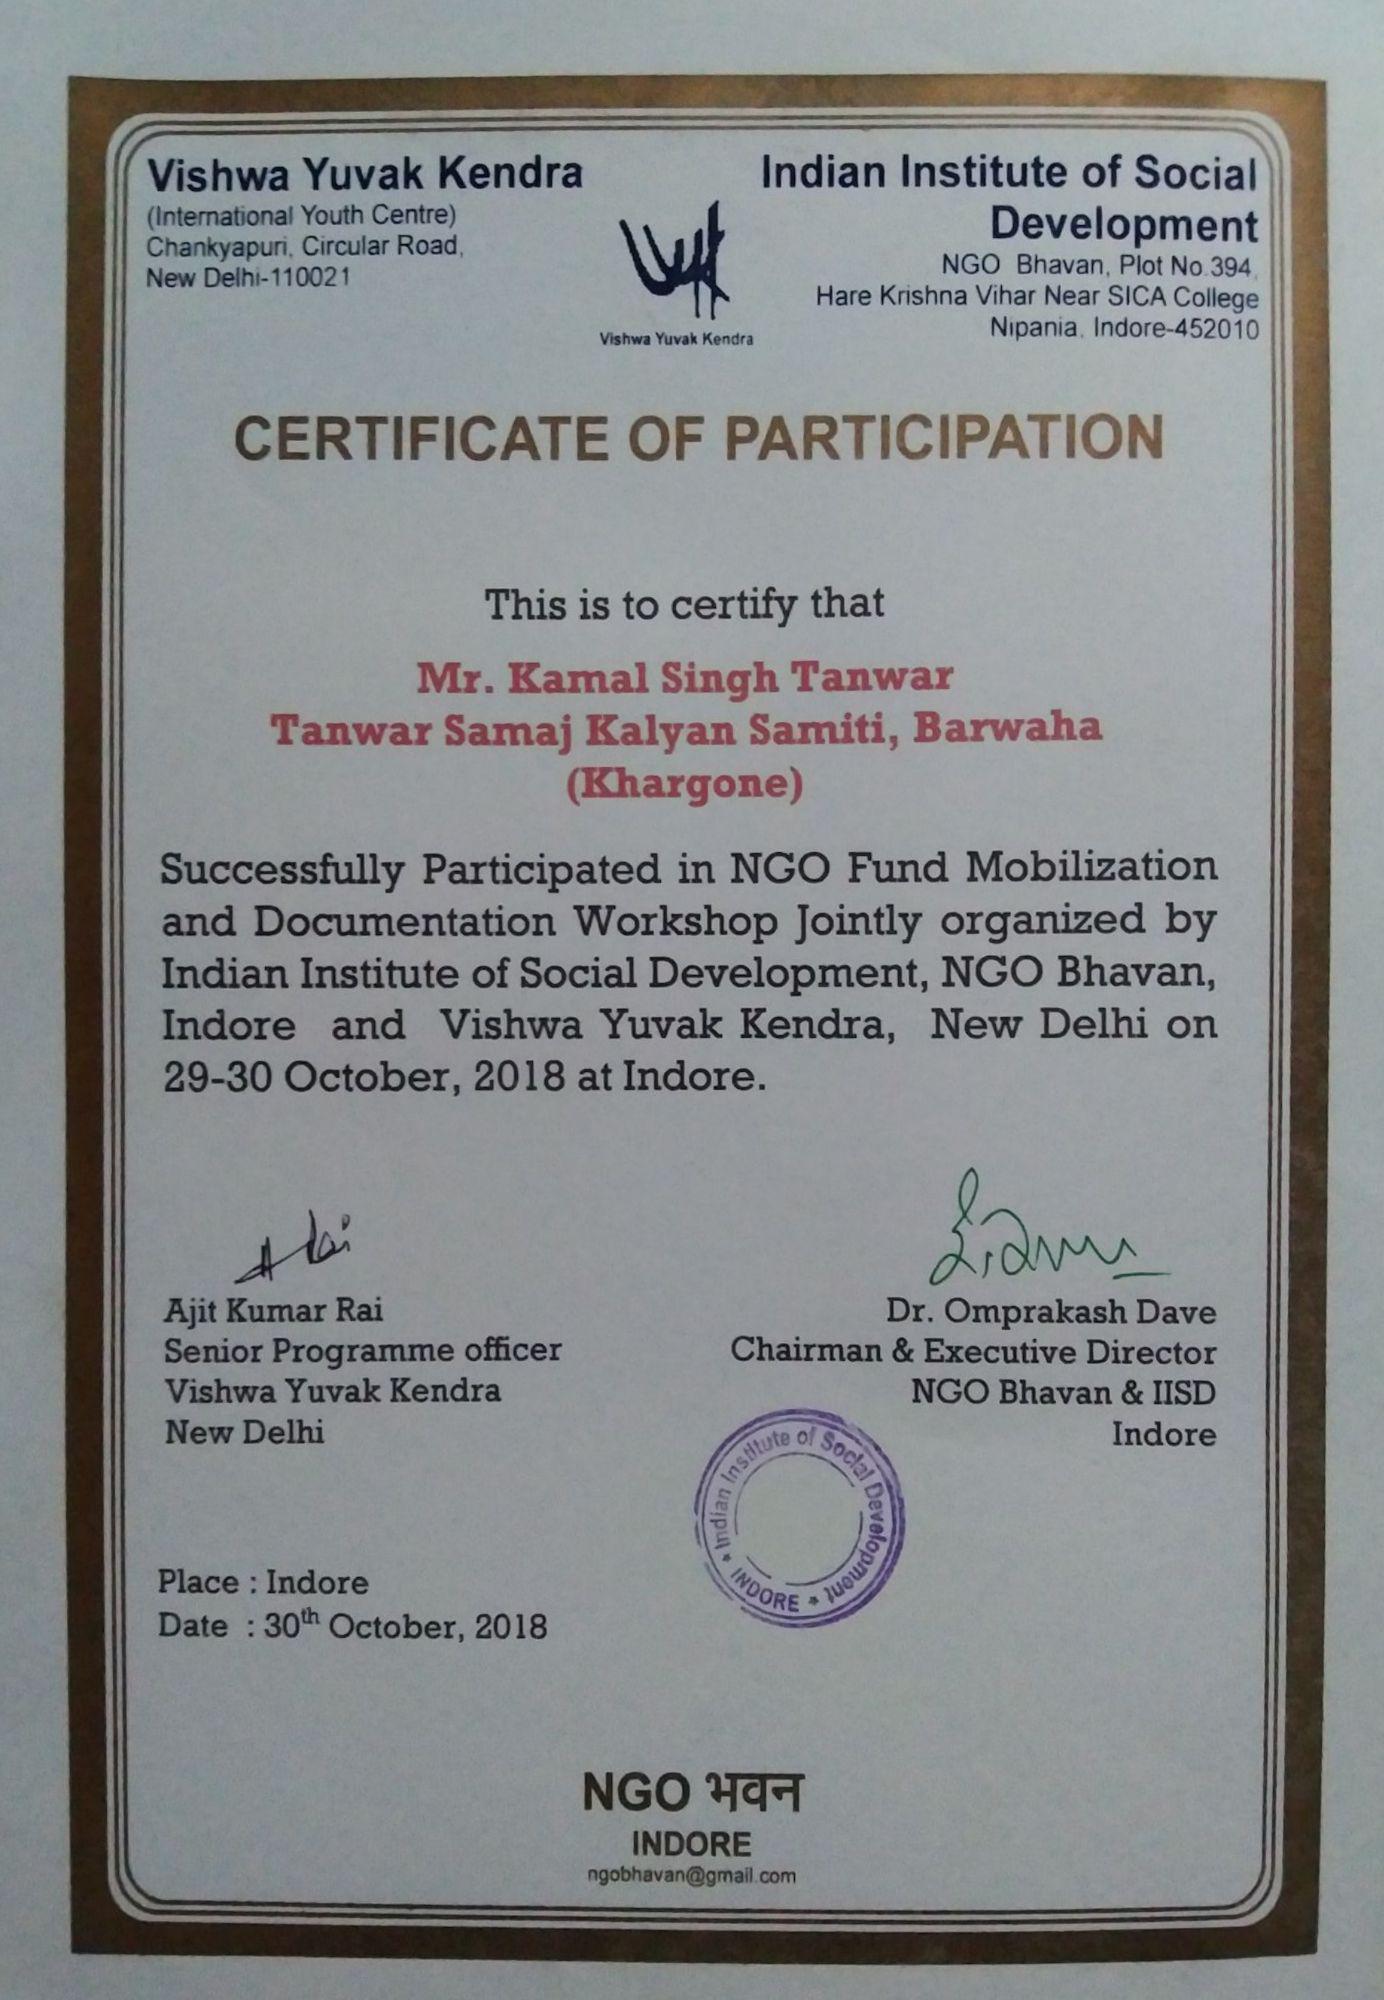 Vishwa Yuvak Kendra
(International Youth Centre)
Chankyapuri, Circular Road,
New Delhi-110021
Vishwa Yuvak Kendra
Indian Institute of Social
Development
NGO Bhavan, Plot No.394,
Hare Krishna Vihar Near SICA College
Nipania, Indore-452010
CERTIFICATE OF PARTICIPATION
This is to certify that
Mr. Kamal Singh Tanwar
Tanwar Samaj Kalyan Samiti, Barwaha
(Khargone)
Successfully Participated in NGO Fund Mobilization
and Documentation Workshop Jointly organized by
Indian Institute of Social Development, NGO Bhavan,
Indore and Vishwa Yuvak Kendra, New Delhi on
29-30 October, 2018 at Indore.
Ajit Kumar Rai
Senior Programme officer
Vishwa Yuvak Kendra
New Delhi
Dr. Omprakash Dave
Chairman & Executive Director
NGO Bhavan & IISD
Indore
Indian Institute of Social Development
INDORE
Place : Indore
Date : 30th October, 2018
NGO भवन
INDORE
ngobhavan@gmail.com